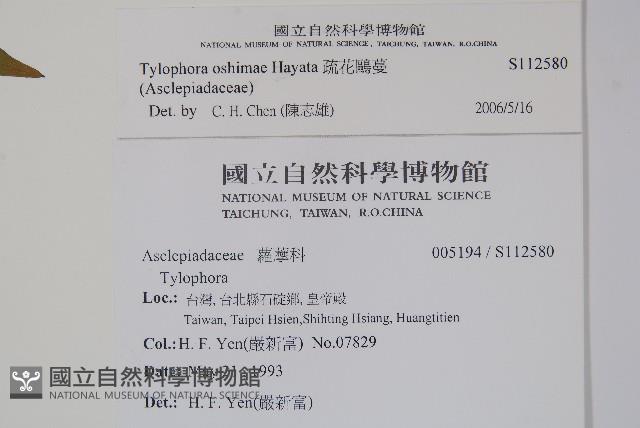 國立自然科學博物館
NATIONAL MUSEUM OF NATURAL SCIENCE, TAICHUNG, TAIWAN, R.O.CHINA
Tylophora oshimae Hayata 疏花鷗蔓 S112580
(Asclepiadaceae)
Det. by C. H. Chen (陳志雄) 2006/5/16
國立自然科學博物館
NATIONAL MUSEUM OF NATURAL SCIENCE
TAICHUNG, TAIWAN, R.O.CHINA
Asclepiadaceae 蘿藦科 005194 / S112580
Tylophora
Loc.: 台灣, 台北縣石碇鄉, 皇帝殿
Taiwan, Taipei Hsien,Shihting Hsiang, Huangtitien
Col.: H. F. Yen(嚴新富) No.07829
Date: 1993
國立自然科學博物館
NATIONAL MUSEUM OF NATURAL SCIENCE
Det.: H. F. Yen(嚴新富)